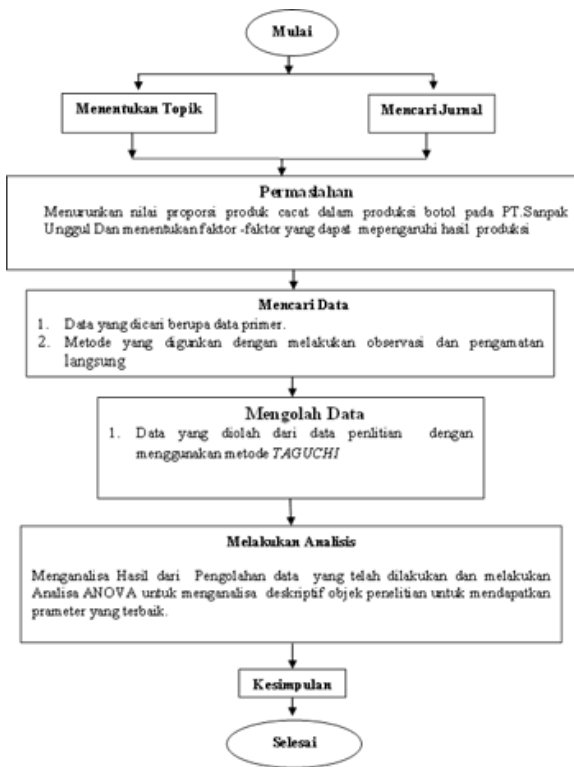 Mulai
Menentukan Topik
Mencari Jurnal
Permaslahan
Menurunkan nilai proporsi produk cacat dalam produksi botol pada PT.Sanpak
Unggul Dan menentukan faktor -faktor yang dapat mepengaruhi hasil produksi
Mencari Data
1. Data yang dicari berupa data primer.
2. Metode yang digunkan dengan melakukan observasi dan pengamatan
langsung
Mengolah Data
1. Data yang diolah dari data penlitian dengan
menggunakan metode TAGUCHI
Melakukan Analisis
Menganalisa Hasil dari Pengolahan data yang telah dilakukan dan melakukan
Analisa ANOVA untuk menganalisa deskriptif objek penelitian untuk mendapatkan
prameter yang terbaik.
Kesimpulan
Selesai